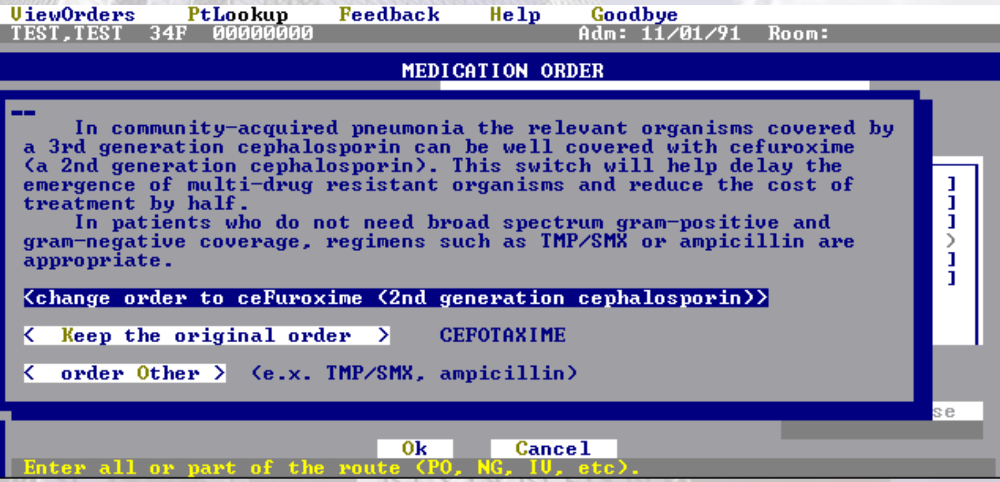 ViewOrders PtLookup Feedback Help Goodbye
TEST,TEST 34F 00000000 Adm: 11/01/91 Room:
MEDICATION ORDER
In community-acquired pneumonia the relevant organisms covered by
a 3rd generation cephalosporin can be well covered with cefuroxime
(a 2nd generation cephalosporin). This switch will help delay the
emergence of multi-drug resistant organisms and reduce the cost of
treatment by half.
In patients who do not need broad spectrum gram-positive and
gram-negative coverage, regimens such as TMP/SMX or ampicillin are
appropriate.
<change order to ceFuroxime (2nd generation cephalosporin)>
< Keep the original order > CEFOTAXIME
< order Other > (e.x. TMP/SMX, ampicillin)
]
]
]
>
]
]
se
Ok Cancel
Enter all or part of the route (PO, NG, IV, etc).